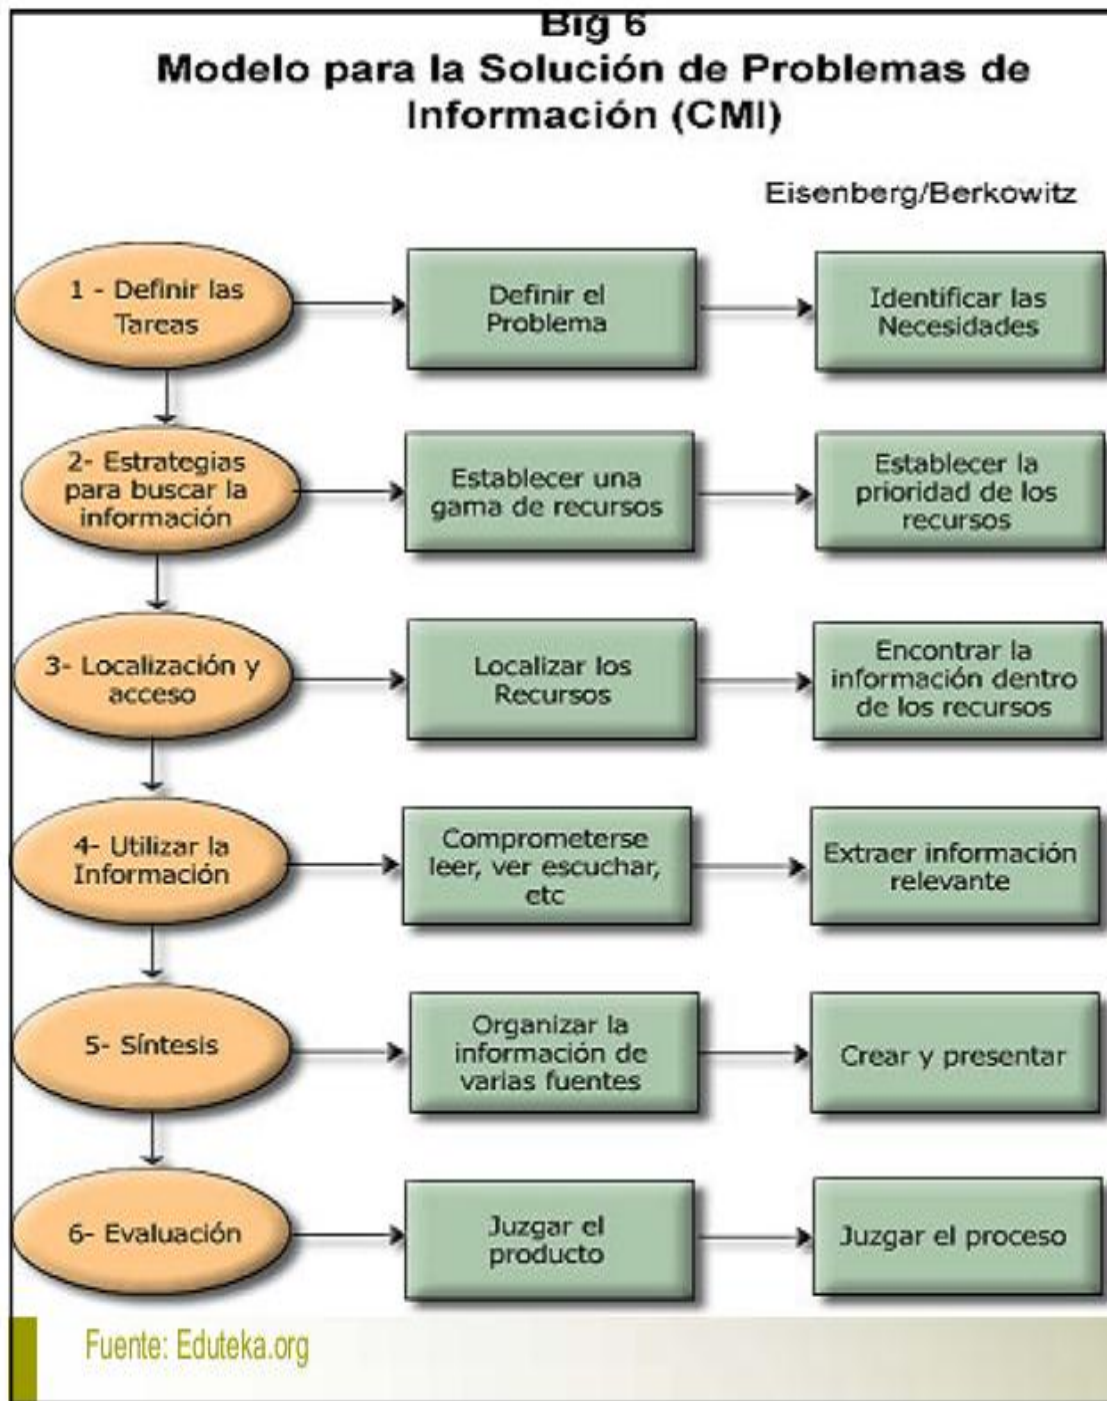 Big 6
Modelo para la Solución de Problemas de
Información (CMI)
Eisenberg/Berkowitz
1 - Definir las
Tareas
Definir el
Problema
Identificar las
Necesidades
2- Estrategias
para buscar la
información
Establecer una
gama de recursos
Establecer la
prioridad de los
recursos
3- Localización y
acceso
Localizar los
Recursos
Encontrar la
información dentro
de los recursos
4- Utilizar la
Información
Comprometerse
leer, ver escuchar,
etc
Extraer información
relevante
5- Síntesis
Organizar la
información de
varias fuentes
Crear y presentar
6- Evaluación
Juzgar el
producto
Juzgar el proceso
Fuente: Eduteka.org